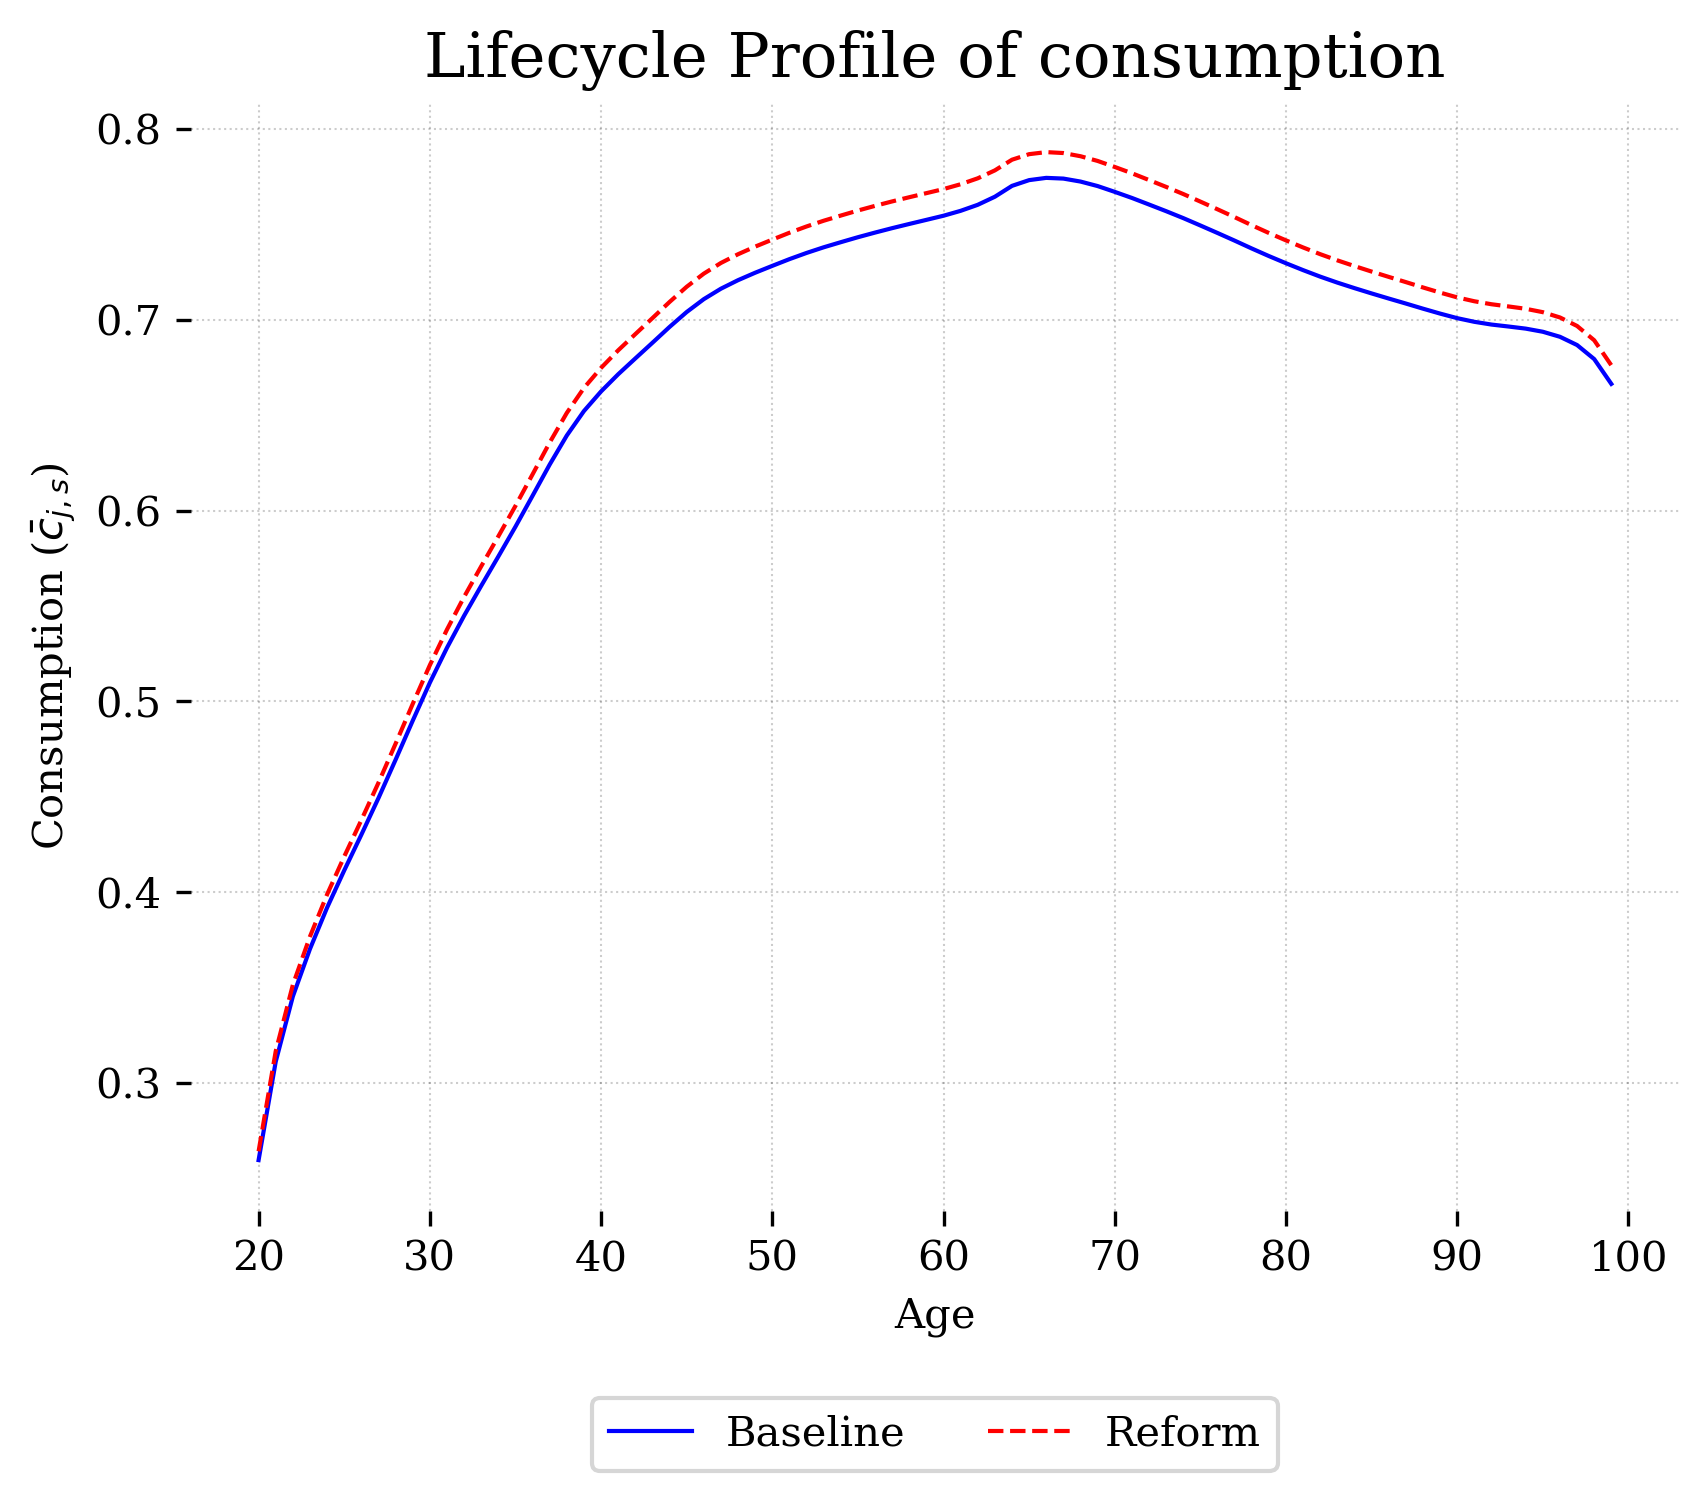 Lifecycle Profile of consumption
Consumption (c̄_{j,s})
0.8
0.7
0.6
0.5
0.4
0.3
20 30 40 50 60 70 80 90 100
Age
Baseline Reform